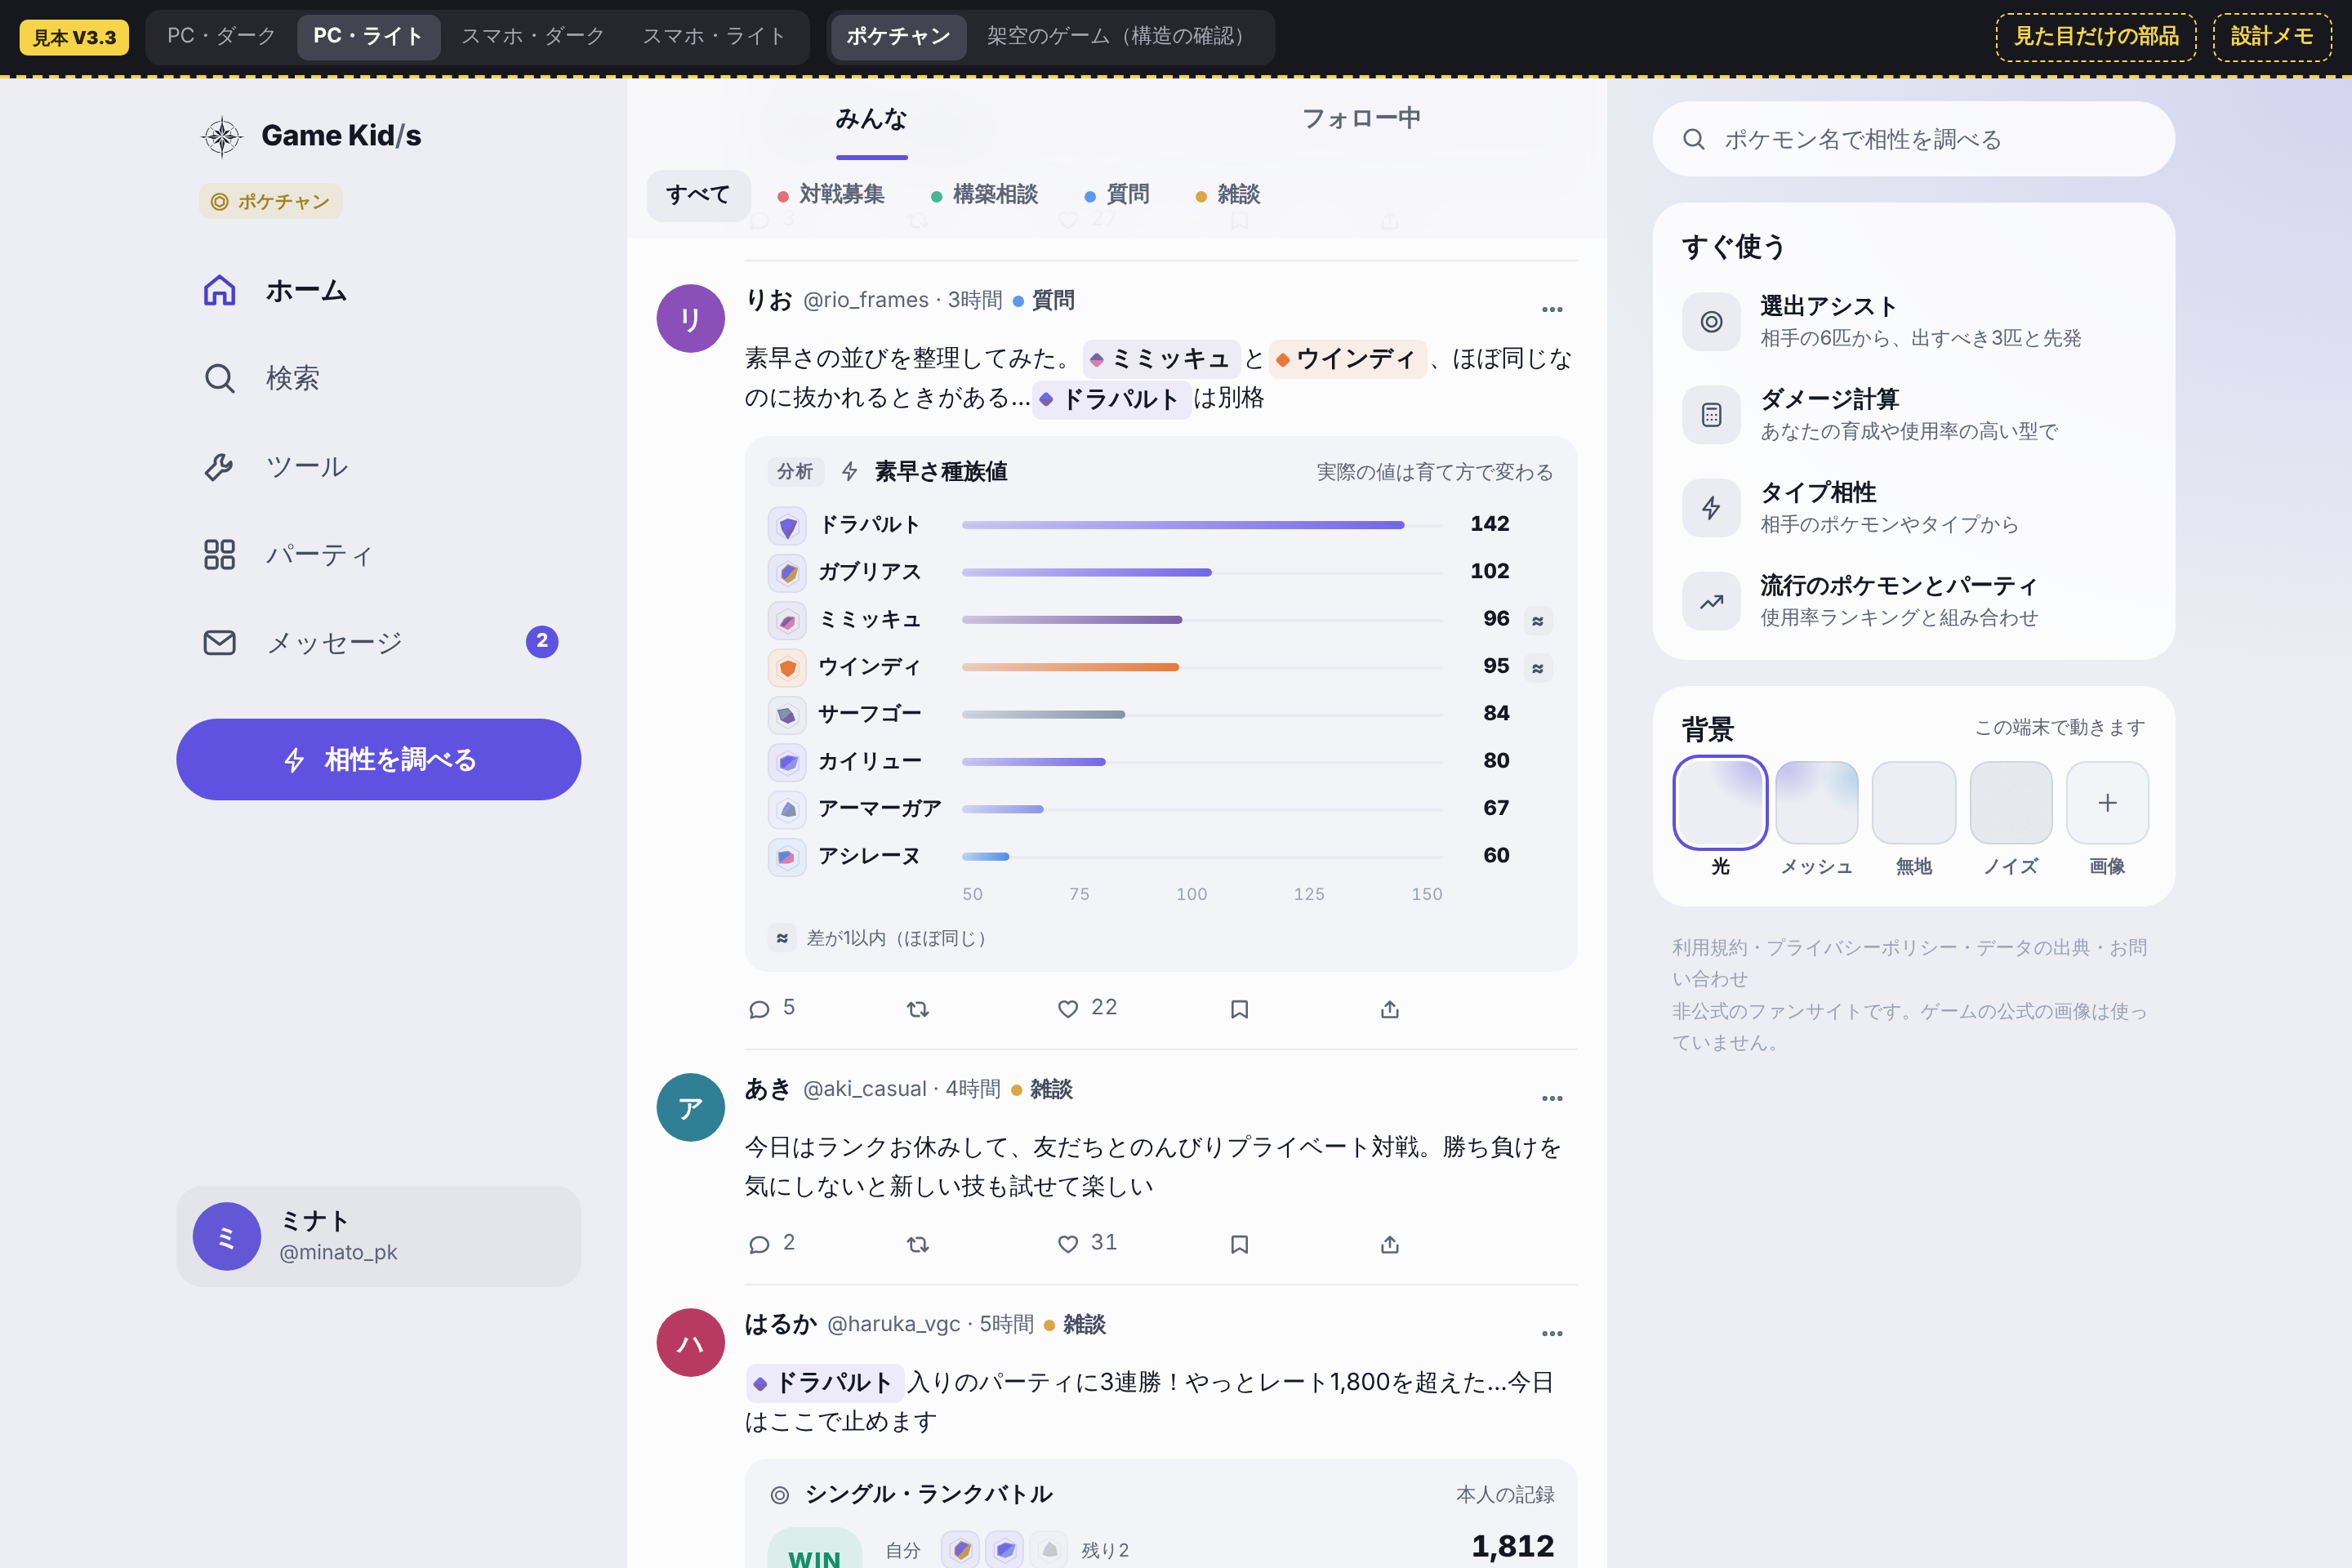 見本 V3.3
PC・ダーク
PC・ライト
スマホ・ダーク
スマホ・ライト
ポケチャン
架空のゲーム（構造の確認）
見た目だけの部品
設計メモ
Game Kid/s
ポケチャン
ホーム
検索
ツール
パーティ
メッセージ
2
相性を調べる
ミ
ミナト
@minato_pk
みんな
フォロー中
すべて
対戦募集
構築相談
質問
雑談
3
27
リ
りお @rio_frames · 3時間 質問
素早さの並びを整理してみた。ミミッキュ と ウインディ 、ほぼ同じな
のに抜かれるときがある…ドラパルト は別格
分析 素早さ種族値
実際の値は育て方で変わる
ドラパルト 142
ガブリアス 102
ミミッキュ 96 ≈
ウインディ 95 ≈
サーフゴー 84
カイリュー 80
アーマーガア 67
アシレーヌ 60
50 75 100 125 150
≈ 差が1以内（ほぼ同じ）
5
22
ア
あき @aki_casual · 4時間 雑談
今日はランクお休みして、友だちとのんびりプライベート対戦。勝ち負けを
気にしないと新しい技も試せて楽しい
2
31
ハ
はるか @haruka_vgc · 5時間 雑談
ドラパルト 入りのパーティに3連勝！やっとレート1,800を超えた…今日
はここで止めます
シングル・ランクバトル
本人の記録
WIN
自分
残り2
1,812
ポケモン名で相性を調べる
すぐ使う
選出アシスト
相手の6匹から、出すべき3匹と先発
ダメージ計算
あなたの育成や使用率の高い型で
タイプ相性
相手のポケモンやタイプから
流行のポケモンとパーティ
使用率ランキングと組み合わせ
背景
この端末で動きます
光
メッシュ
無地
ノイズ
画像
利用規約・プライバシーポリシー・データの出典・お問
い合わせ
非公式のファンサイトです。ゲームの公式の画像は使っ
ていません。